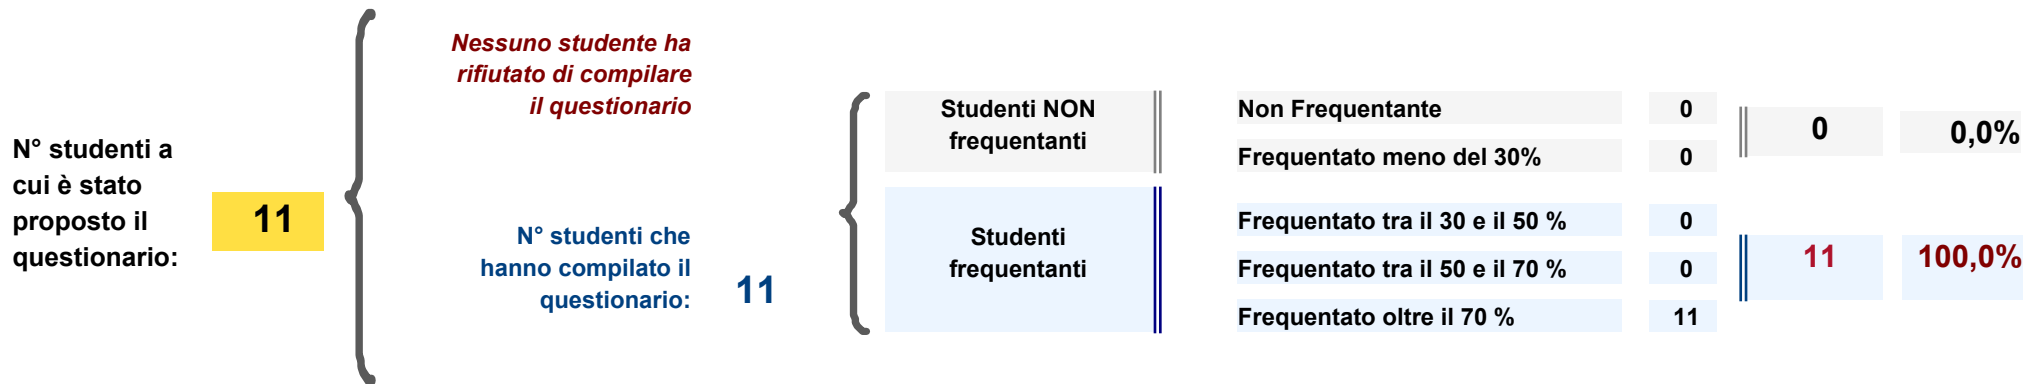 N° studenti a
cui è stato
proposto il
questionario:
11
Nessuno studente ha
rifiutato di compilare
il questionario
N° studenti che
hanno compilato il
questionario:
11
Studenti NON
frequentanti
Non Frequentante 0
Frequentato meno del 30% 0
0 0,0%
Studenti
frequentanti
Frequentato tra il 30 e il 50 % 0
Frequentato tra il 50 e il 70 % 0
Frequentato oltre il 70 % 11
11 100,0%